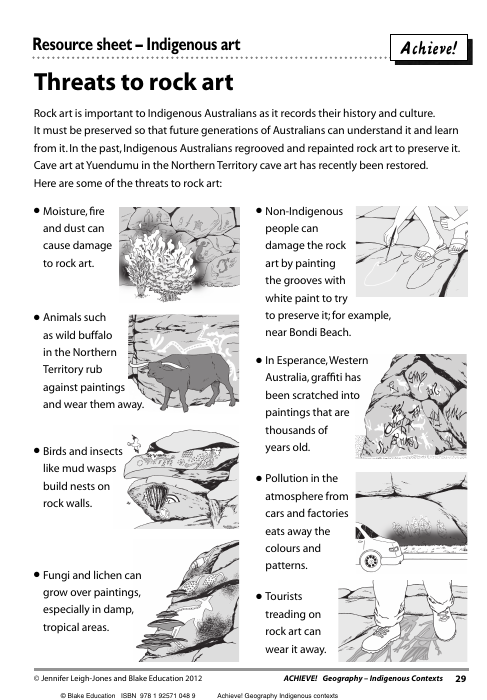 Resource sheet – Indigenous art
Achieve!
Threats to rock art
Rock art is important to Indigenous Australians as it records their history and culture.
It must be preserved so that future generations of Australians can understand it and learn
from it. In the past, Indigenous Australians regrooved and repainted rock art to preserve it.
Cave art at Yuendumu in the Northern Territory cave art has recently been restored.
Here are some of the threats to rock art:
• Moisture, fire
and dust can
cause damage
to rock art.
• Animals such
as wild buffalo
in the Northern
Territory rub
against paintings
and wear them away.
• Birds and insects
like mud wasps
build nests on
rock walls.
• Fungi and lichen can
grow over paintings,
especially in damp,
tropical areas.
• Non-Indigenous
people can
damage the rock
art by painting
the grooves with
white paint to try
to preserve it; for example,
near Bondi Beach.
• In Esperance, Western
Australia, graffiti has
been scratched into
paintings that are
thousands of
years old.
• Pollution in the
atmosphere from
cars and factories
eats away the
colours and
patterns.
• Tourists
treading on
rock art can
wear it away.
© Jennifer Leigh-Jones and Blake Education 2012
ACHIEVE! Geography – Indigenous Contexts 29
© Blake Education ISBN 978 1 92571 048 9 Achieve! Geography Indigenous contexts